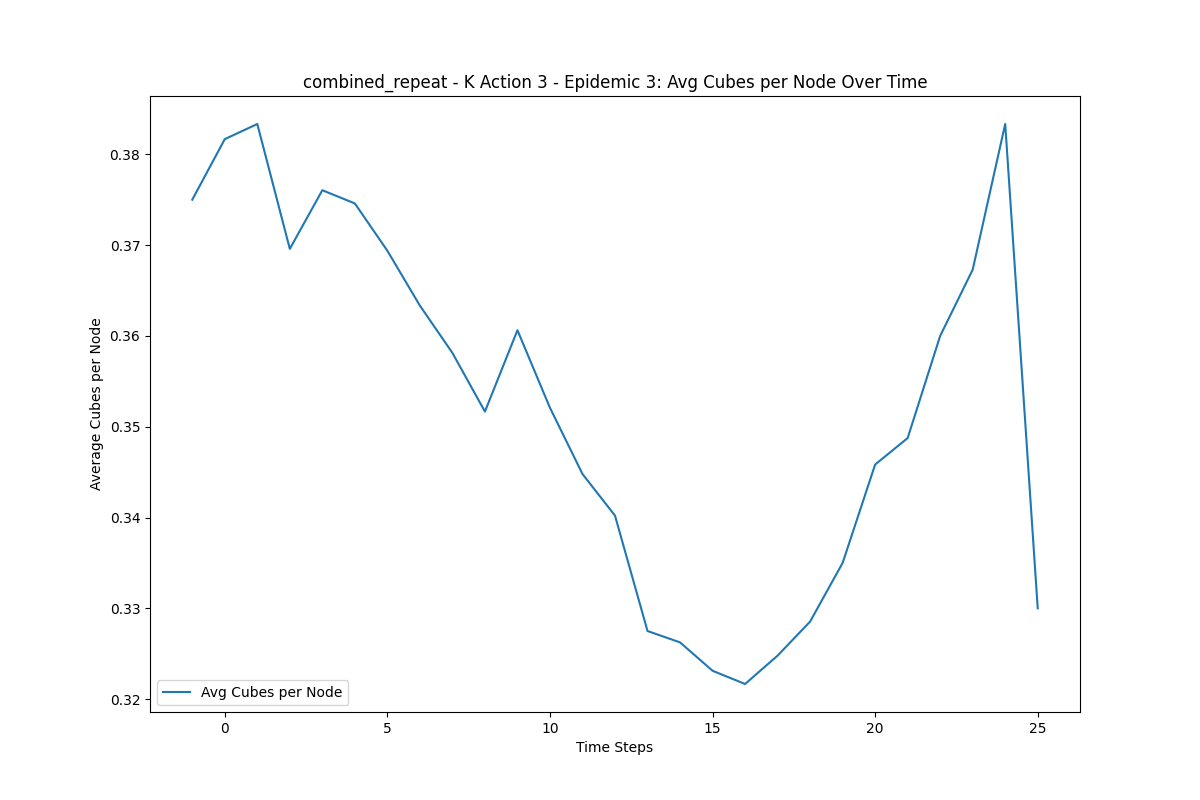 combined_repeat - K Action 3 - Epidemic 3: Avg Cubes per Node Over Time
Average Cubes per Node
0.38
0.37
0.36
0.35
0.34
0.33
0.32
Avg Cubes per Node
0 5 10 15 20 25
Time Steps